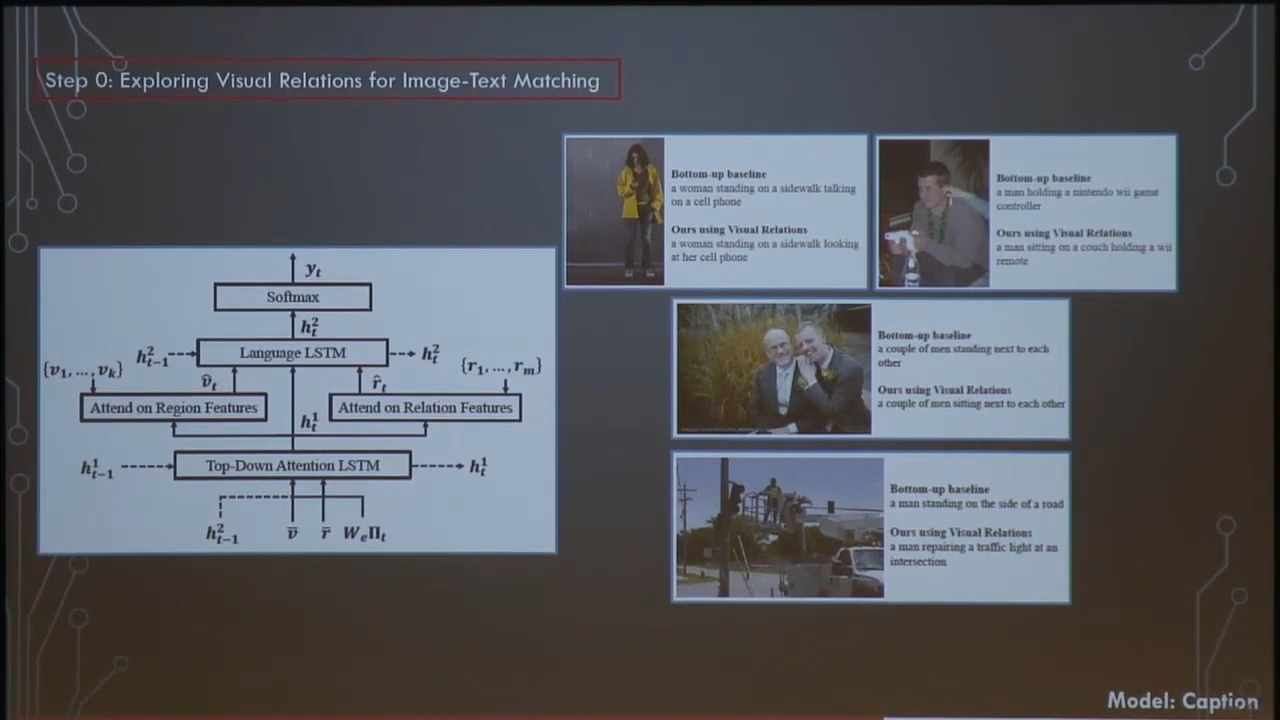 Step 0: Exploring Visual Relations for Image-Text Matching
y_t
Softmax
h_t^2
h_{t-1}^2
Language LSTM
h_t^2
{v_1, ..., v_k}
v̂_t
r̂_t
{r_1, ..., r_m}
Attend on Region Features
h_t^1
Attend on Relation Features
h_{t-1}^1
Top-Down Attention LSTM
h_t^1
h_{t-1}^2
v̄
r̄
W_eΠ_t
Bottom-up baseline
a woman standing on a sidewalk talking
on a cell phone
Ours using Visual Relations
a woman standing on a sidewalk looking
at her cell phone
Bottom-up baseline
a man holding a nintendo wii game
controller
Ours using Visual Relations
a man sitting on a couch holding a wii
remote
Bottom-up baseline
a couple of men standing next to each
other
Ours using Visual Relations
a couple of men sitting next to each other
Bottom-up baseline
a man standing on the side of a road
Ours using Visual Relations
a man repairing a traffic light at an
intersection
Model: Caption